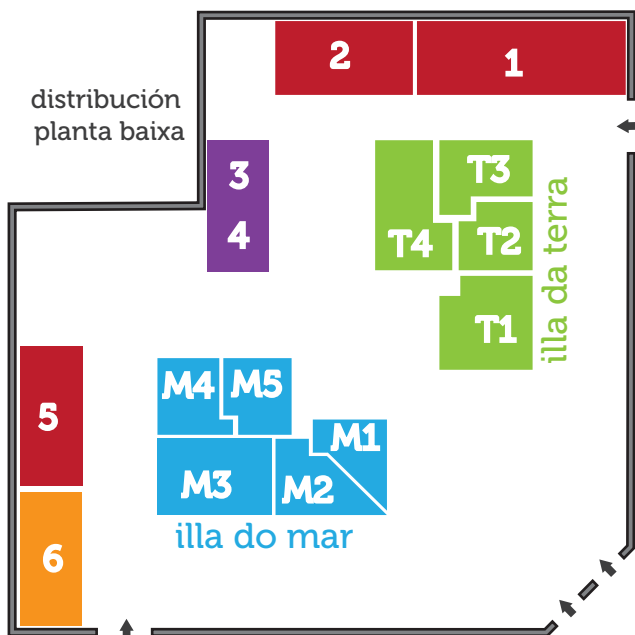 2
1
distribución
planta baixa
3
4
T3
T4
T2
T1
illa da terra
5
M4
M5
M1
M3
M2
illa do mar
6